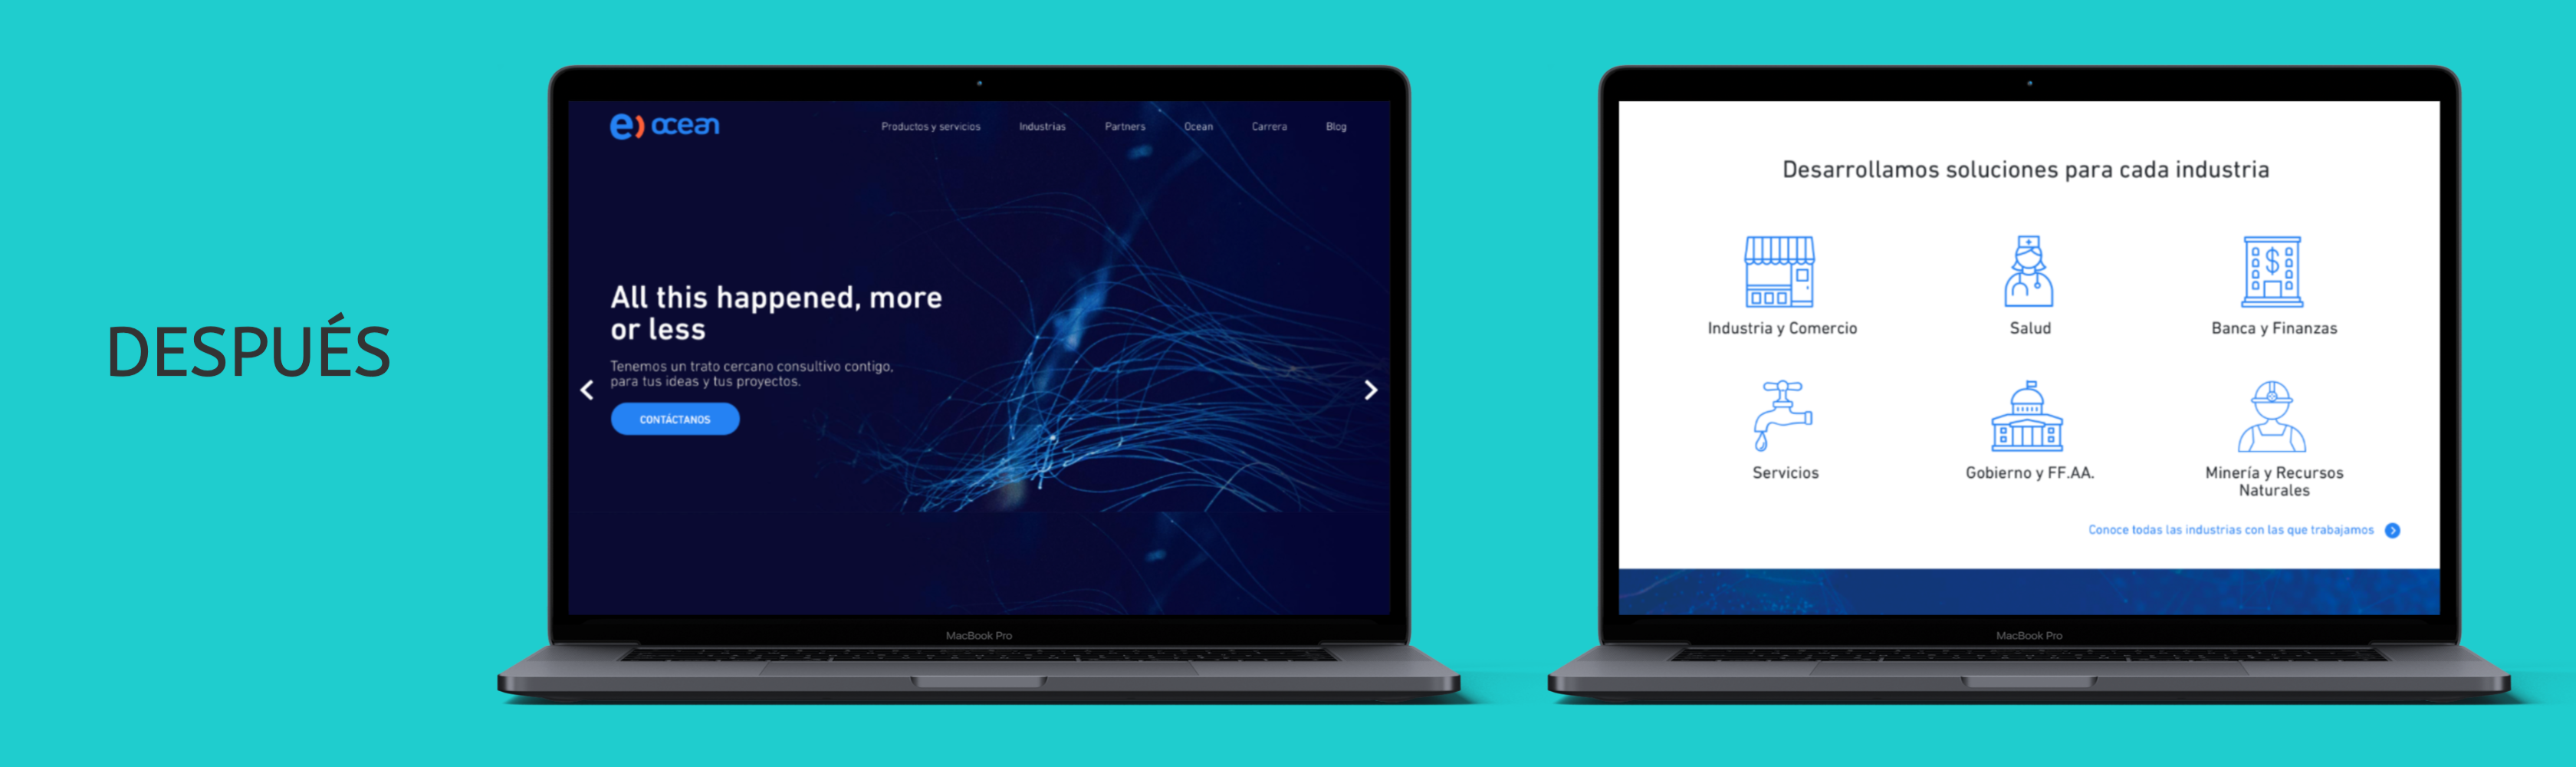 DESPUÉS
e) ocean
Productos y servicios Industrias Partners Ocean Carrera Blog
All this happened, more
or less
Tenemos un trato cercano consultivo contigo,
para tus ideas y tus proyectos.
CONTÁCTANOS
MacBook Pro
Desarrollamos soluciones para cada industria
Industria y Comercio
Salud
Banca y Finanzas
Servicios
Gobierno y FF.AA.
Minería y Recursos
Naturales
Conoce todas las industrias con las que trabajamos
MacBook Pro